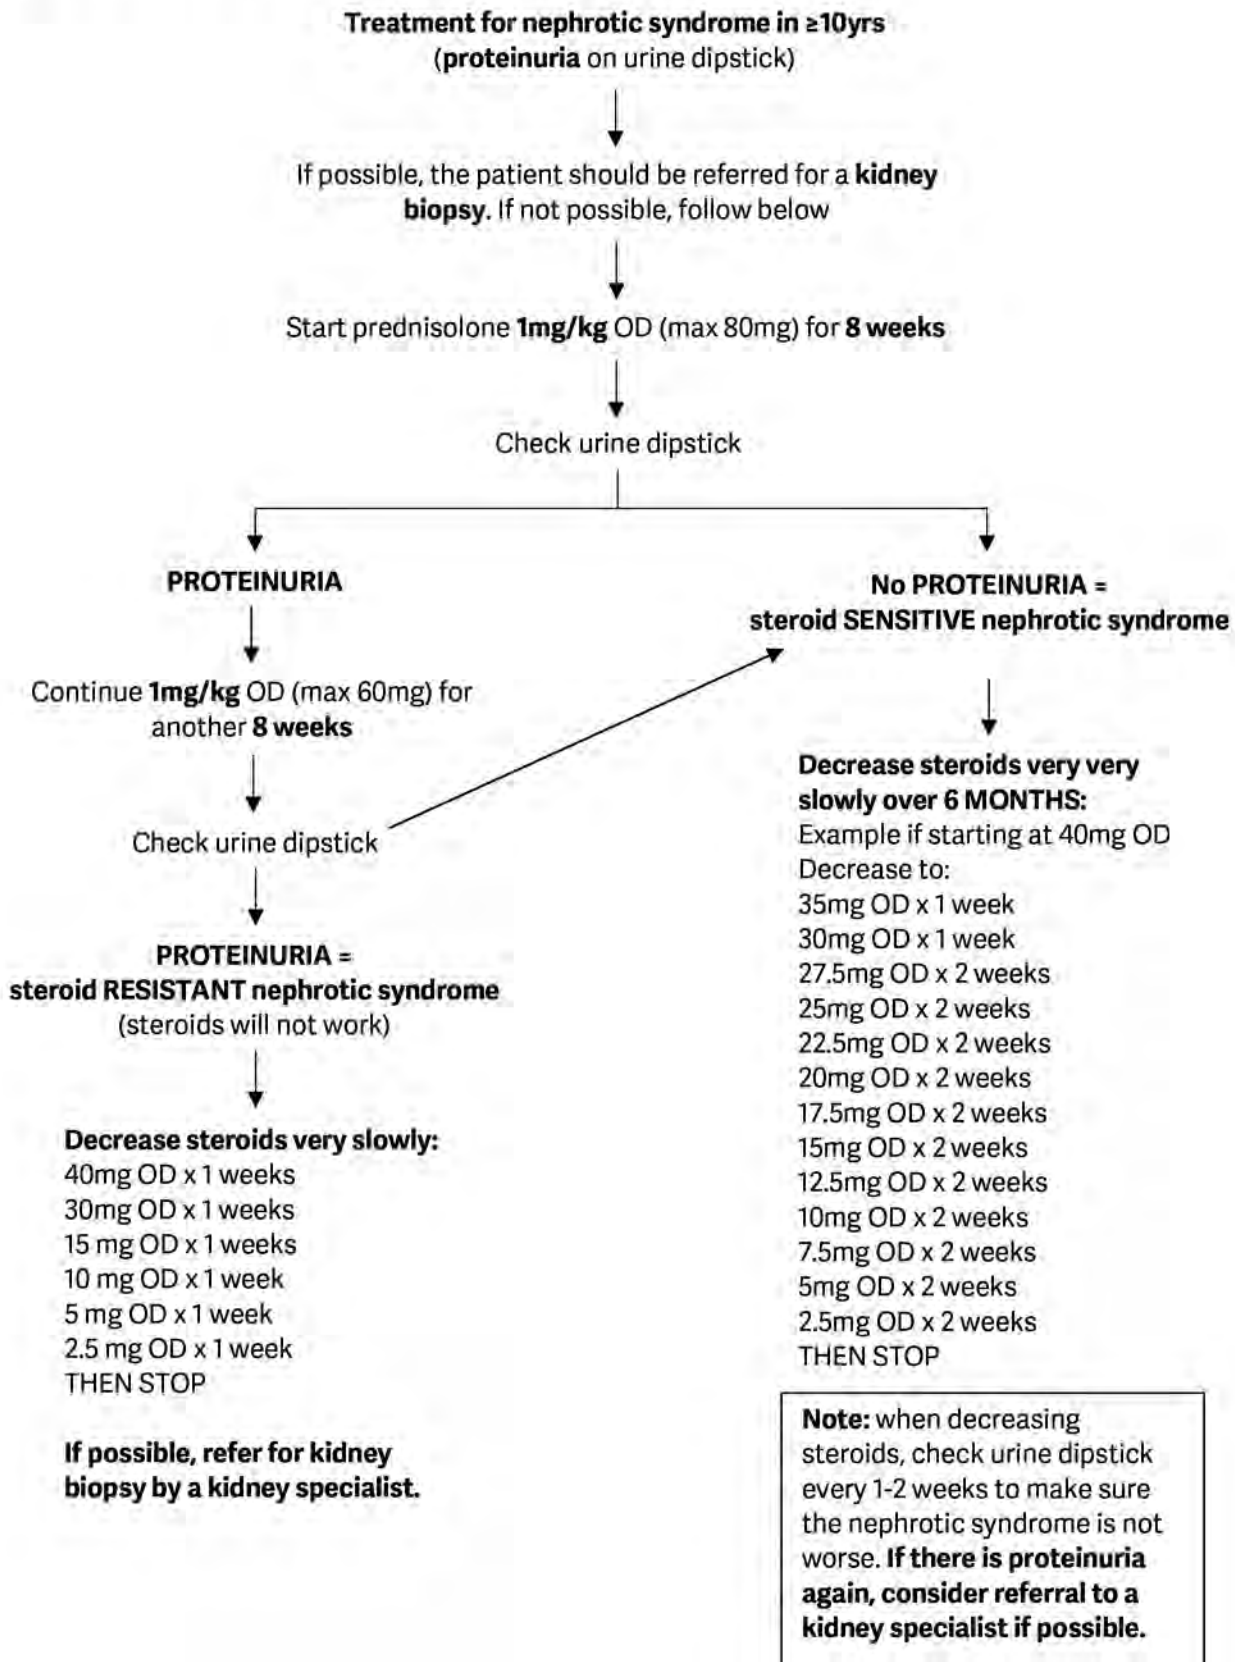 Treatment for nephrotic syndrome in ≥10yrs
(proteinuria on urine dipstick)
If possible, the patient should be referred for a kidney
biopsy. If not possible, follow below
Start prednisolone 1mg/kg OD (max 80mg) for 8 weeks
Check urine dipstick
PROTEINURIA
Continue 1mg/kg OD (max 60mg) for
another 8 weeks
Check urine dipstick
PROTEINURIA =
steroid RESISTANT nephrotic syndrome
(steroids will not work)
Decrease steroids very slowly:
40mg OD x 1 weeks
30mg OD x 1 weeks
15 mg OD x 1 weeks
10 mg OD x 1 week
5 mg OD x 1 week
2.5 mg OD x 1 week
THEN STOP
If possible, refer for kidney
biopsy by a kidney specialist.
No PROTEINURIA =
steroid SENSITIVE nephrotic syndrome
Decrease steroids very very
slowly over 6 MONTHS:
Example if starting at 40mg OD
Decrease to:
35mg OD x 1 week
30mg OD x 1 week
27.5mg OD x 2 weeks
25mg OD x 2 weeks
22.5mg OD x 2 weeks
20mg OD x 2 weeks
17.5mg OD x 2 weeks
15mg OD x 2 weeks
12.5mg OD x 2 weeks
10mg OD x 2 weeks
7.5mg OD x 2 weeks
5mg OD x 2 weeks
2.5mg OD x 2 weeks
THEN STOP
Note: when decreasing
steroids, check urine dipstick
every 1-2 weeks to make sure
the nephrotic syndrome is not
worse. If there is proteinuria
again, consider referral to a
kidney specialist if possible.